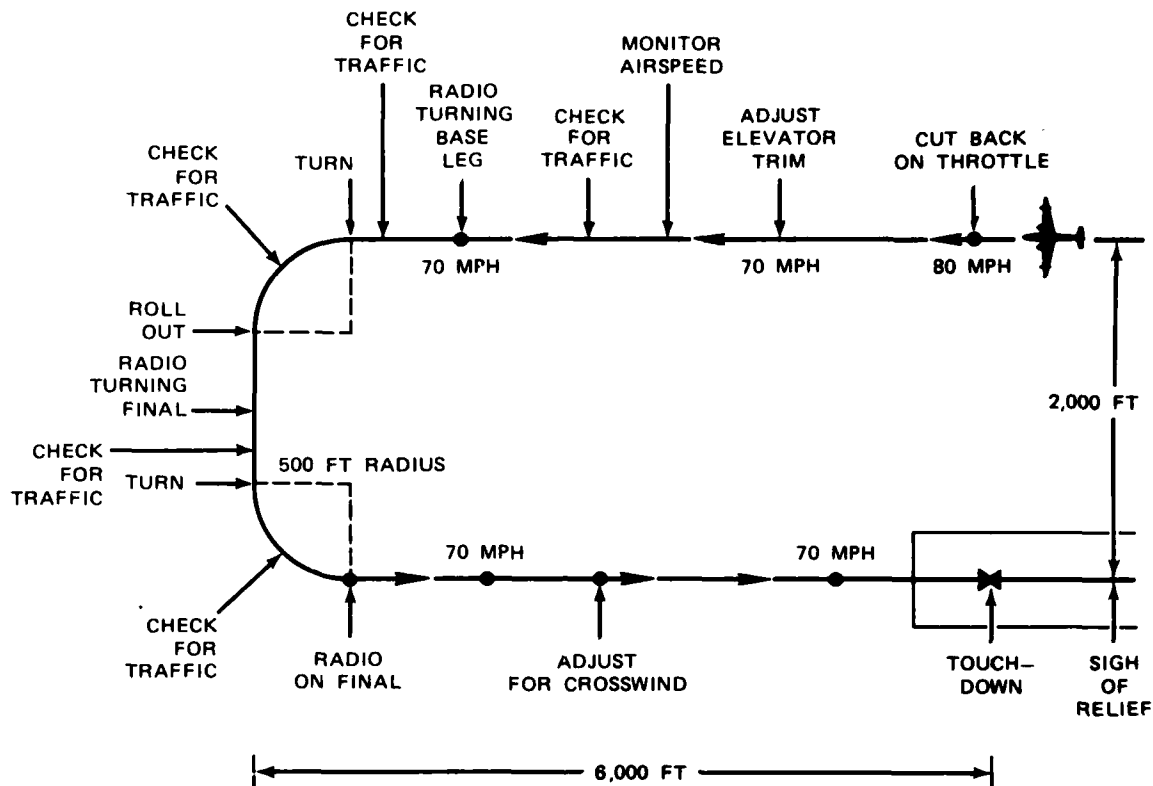 CHECK
FOR
TRAFFIC
MONITOR
AIRSPEED
RADIO
TURNING
BASE
LEG
CHECK
FOR
TRAFFIC
ADJUST
ELEVATOR
TRIM
CUT BACK
ON THROTTLE
CHECK
FOR
TRAFFIC
TURN
70 MPH
70 MPH
80 MPH
ROLL
OUT
RADIO
TURNING
FINAL
2,000 FT
CHECK
FOR
TRAFFIC
500 FT RADIUS
TURN
70 MPH
70 MPH
CHECK
FOR
TRAFFIC
RADIO
ON FINAL
ADJUST
FOR CROSSWIND
TOUCH–
DOWN
SIGH
OF
RELIEF
6,000 FT